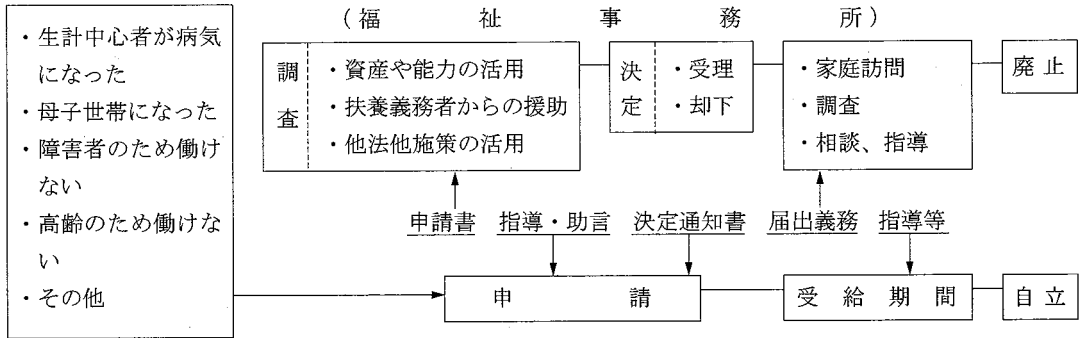 (福祉事務所)
・生計中心者が病気
になった
・母子世帯になった
・障害者のため働け
ない
・高齢のため働けな
い
・その他
調査
・資産や能力の活用
・扶養義務者からの援助
・他法他施策の活用
決定
・受理
・却下
・家庭訪問
・調査
・相談、指導
廃止
申請書 指導・助言 決定通知書 届出義務 指導等
申請
受給期間
自立